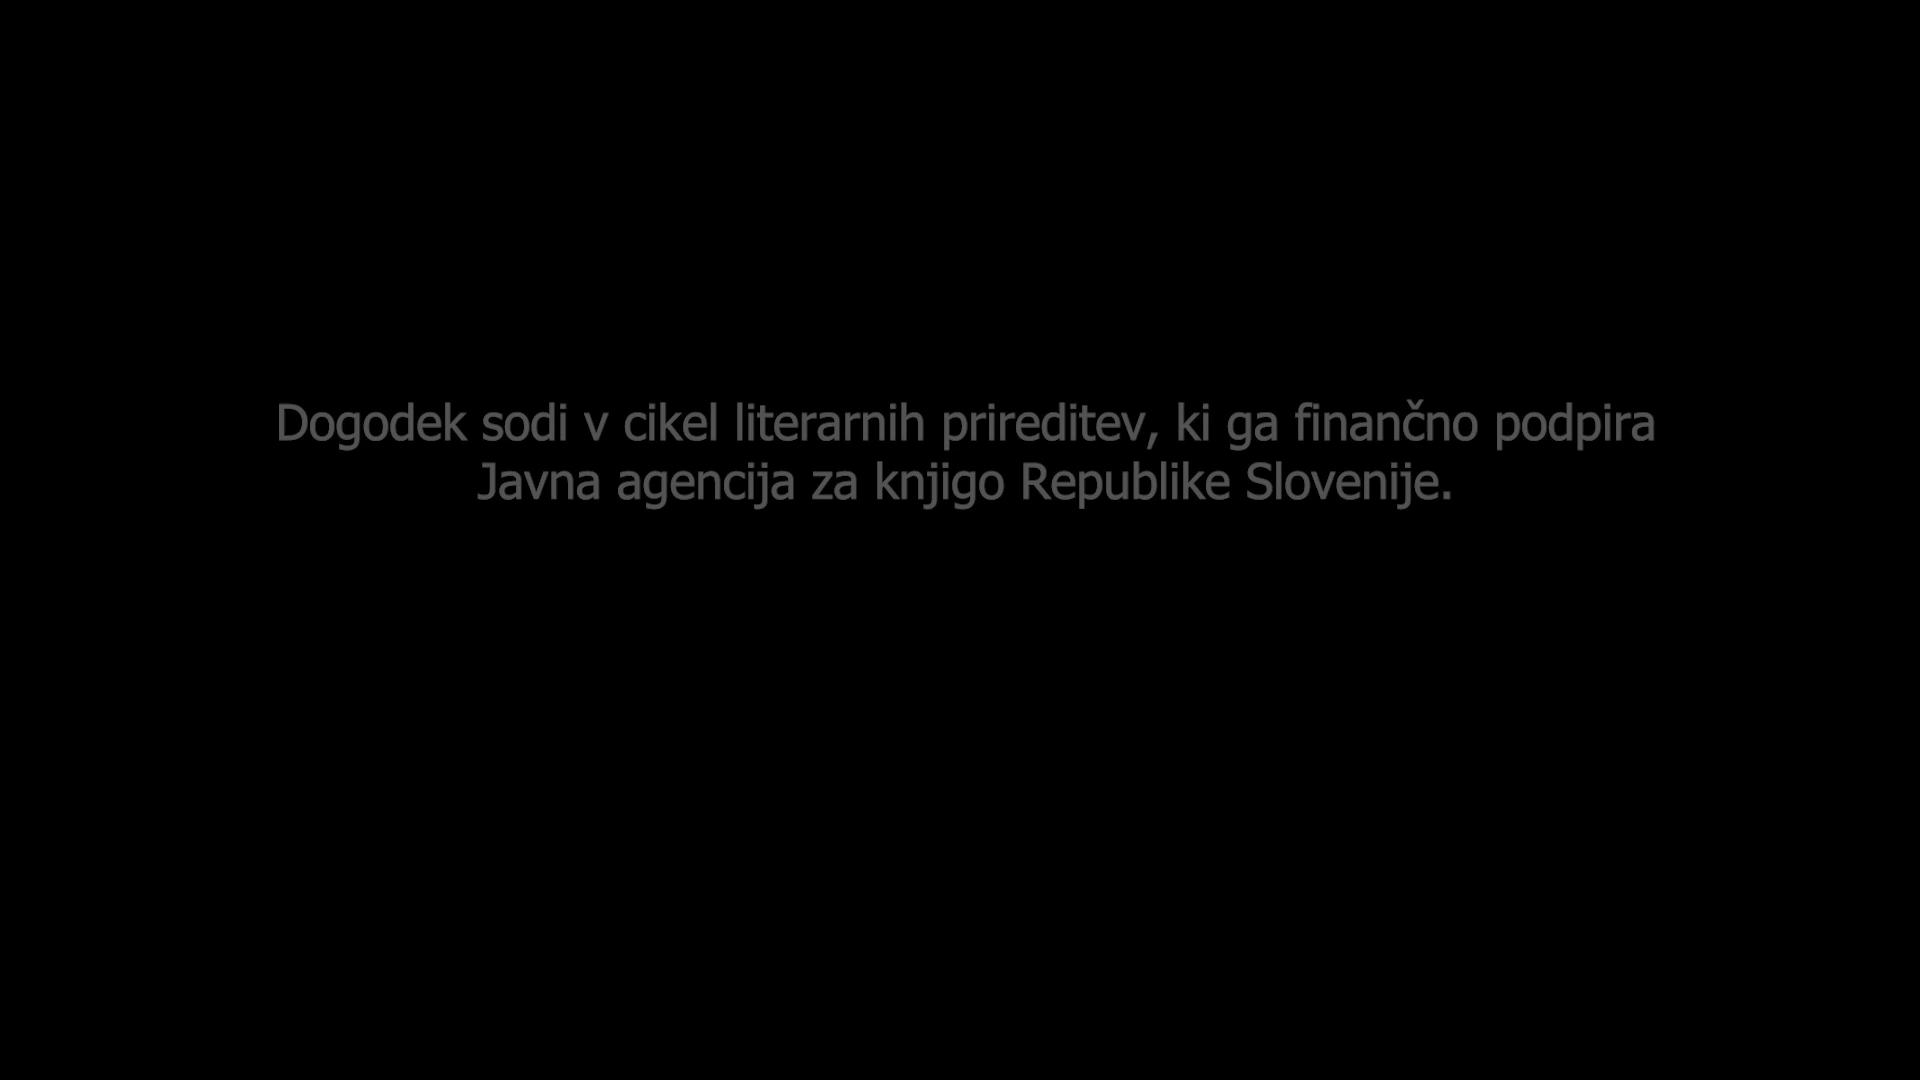 Dogodek sodi v cikel literarnih prireditev, ki ga finančno podpira
Javna agencija za knjigo Republike Slovenije.